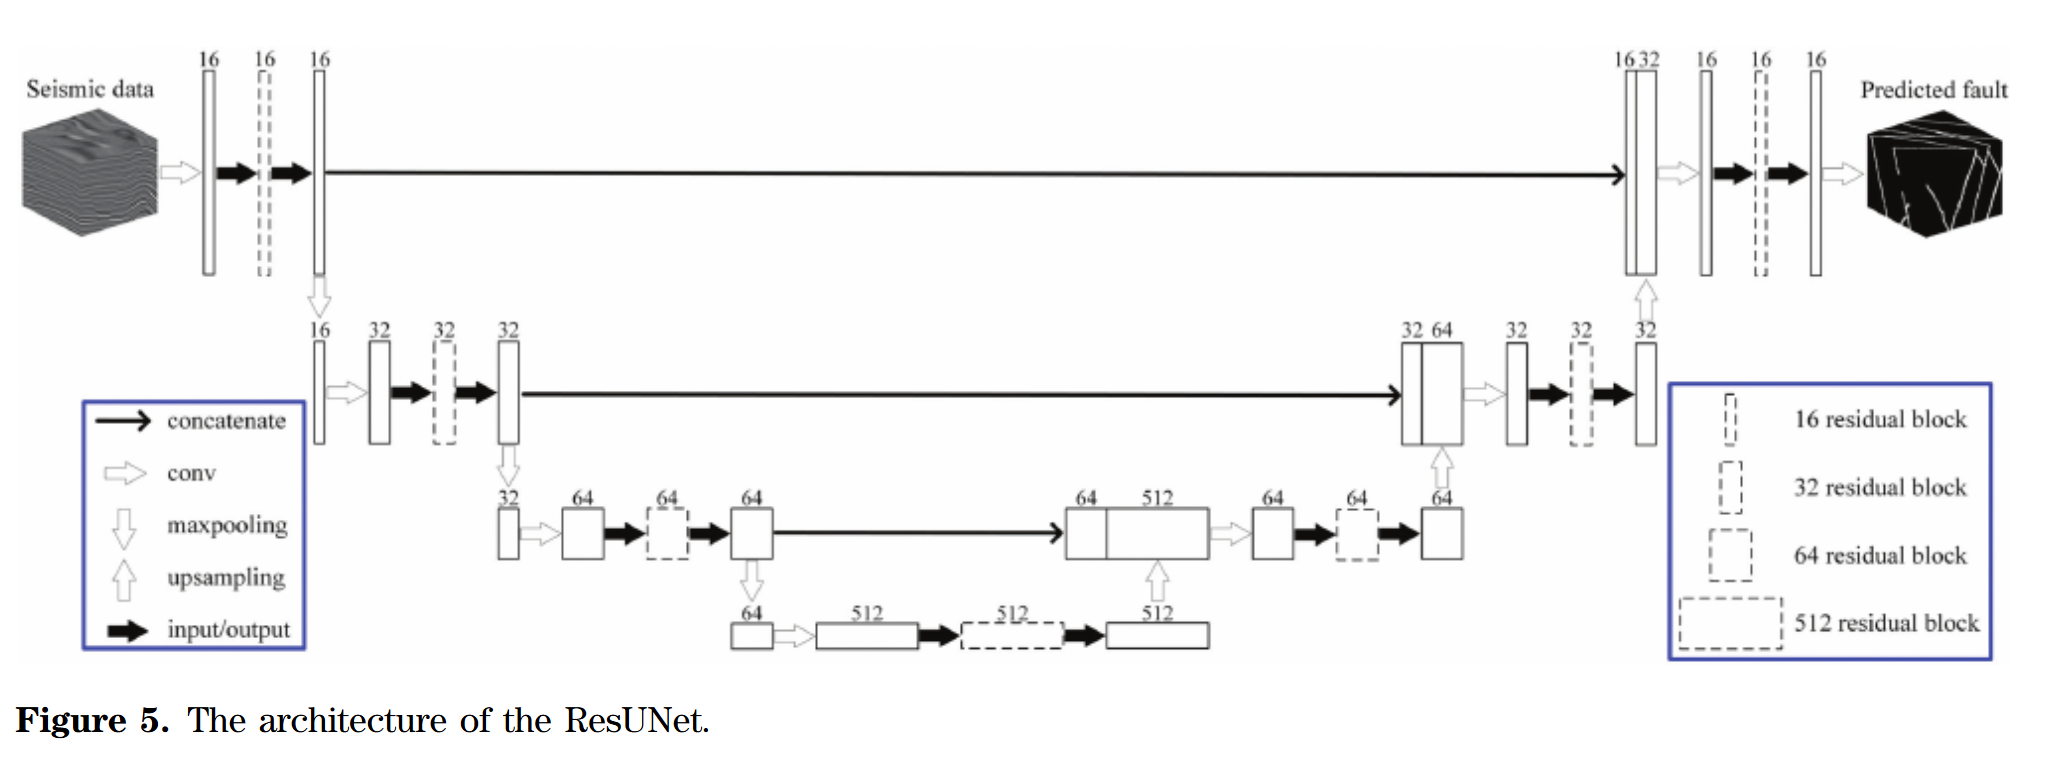 16 16 16 16 32 16 16 16
Seismic data
Predicted fault
16 32 32 32 32 64 32 32 32
concatenate
conv
maxpooling
upsampling
input/output
16 residual block
32 residual block
64 residual block
512 residual block
32 64 64 64 64 512 64 64 64
64 512 512 512
Figure 5. The architecture of the ResUNet.